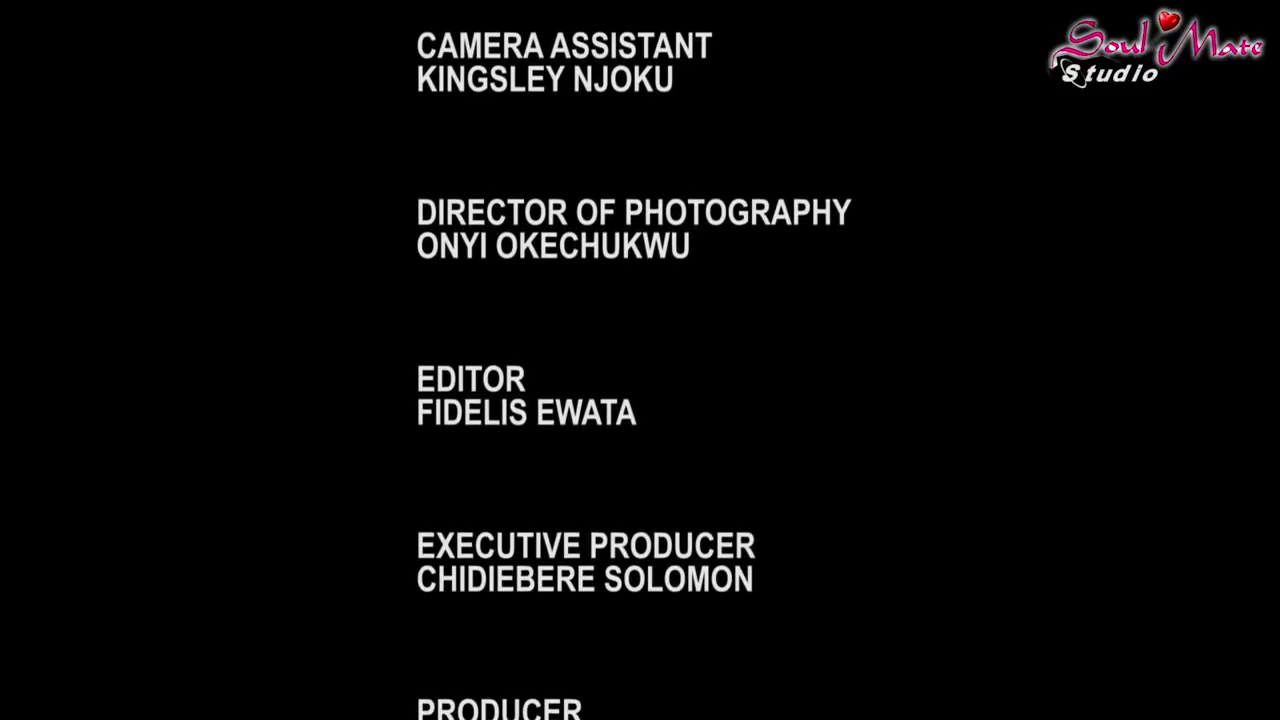 Soul Mate
Studio
CAMERA ASSISTANT
KINGSLEY NJOKU
DIRECTOR OF PHOTOGRAPHY
ONYI OKECHUKWU
EDITOR
FIDELIS EWATA
EXECUTIVE PRODUCER
CHIDIEBERE SOLOMON
PRODUCER